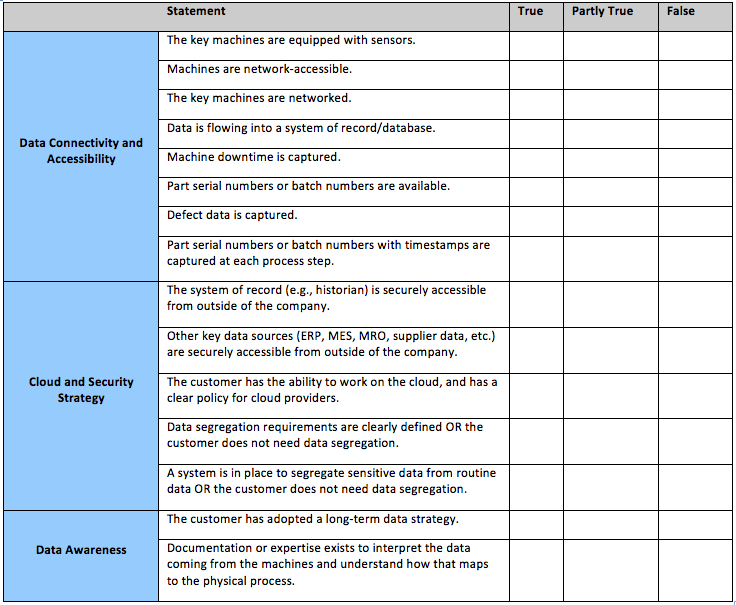 Statement True Partly True False
Data Connectivity and
Accessibility
The key machines are equipped with sensors.
Machines are network-accessible.
The key machines are networked.
Data is flowing into a system of record/database.
Machine downtime is captured.
Part serial numbers or batch numbers are available.
Defect data is captured.
Part serial numbers or batch numbers with timestamps are
captured at each process step.
Cloud and Security
Strategy
The system of record (e.g., historian) is securely accessible
from outside of the company.
Other key data sources (ERP, MES, MRO, supplier data, etc.)
are securely accessible from outside of the company.
The customer has the ability to work on the cloud, and has a
clear policy for cloud providers.
Data segregation requirements are clearly defined OR the
customer does not need data segregation.
A system is in place to segregate sensitive data from routine
data OR the customer does not need data segregation.
Data Awareness
The customer has adopted a long-term data strategy.
Documentation or expertise exists to interpret the data
coming from the machines and understand how that maps
to the physical process.